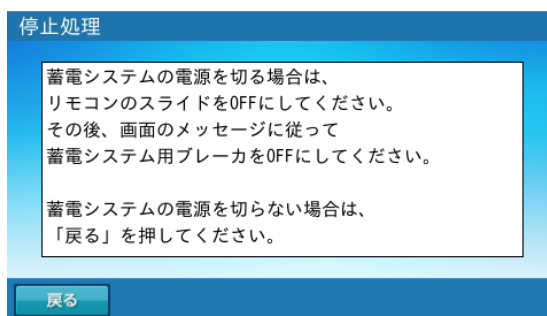 停止処理
蓄電システムの電源を切る場合は、
リモコンのスライドをOFFにしてください。
その後、画面のメッセージに従って
蓄電システム用ブレーカをOFFにしてください。
蓄電システムの電源を切らない場合は、
「戻る」を押してください。
戻る